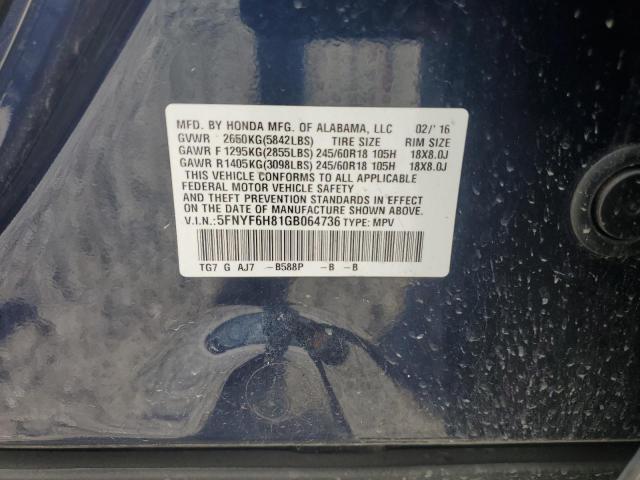 MFD. BY HONDA MFG. OF ALABAMA, LLC 02/'16
GVWR 2660KG(5842LBS) TIRE SIZE RIM SIZE
GAWR F 1295KG(2855LBS) 245/60R18 105H 18X8.0J
GAWR R 1405KG(3098LBS) 245/60R18 105H 18X8.0J
THIS VEHICLE CONFORMS TO ALL APPLICABLE
FEDERAL MOTOR VEHICLE SAFETY
AND THEFT PREVENTION STANDARDS IN EFFECT
ON THE DATE OF MANUFACTURE SHOWN ABOVE.
V.I.N.: 5FNYF6H81GB064736 TYPE: MPV
TG7 G AJ7 -B588P -B -B